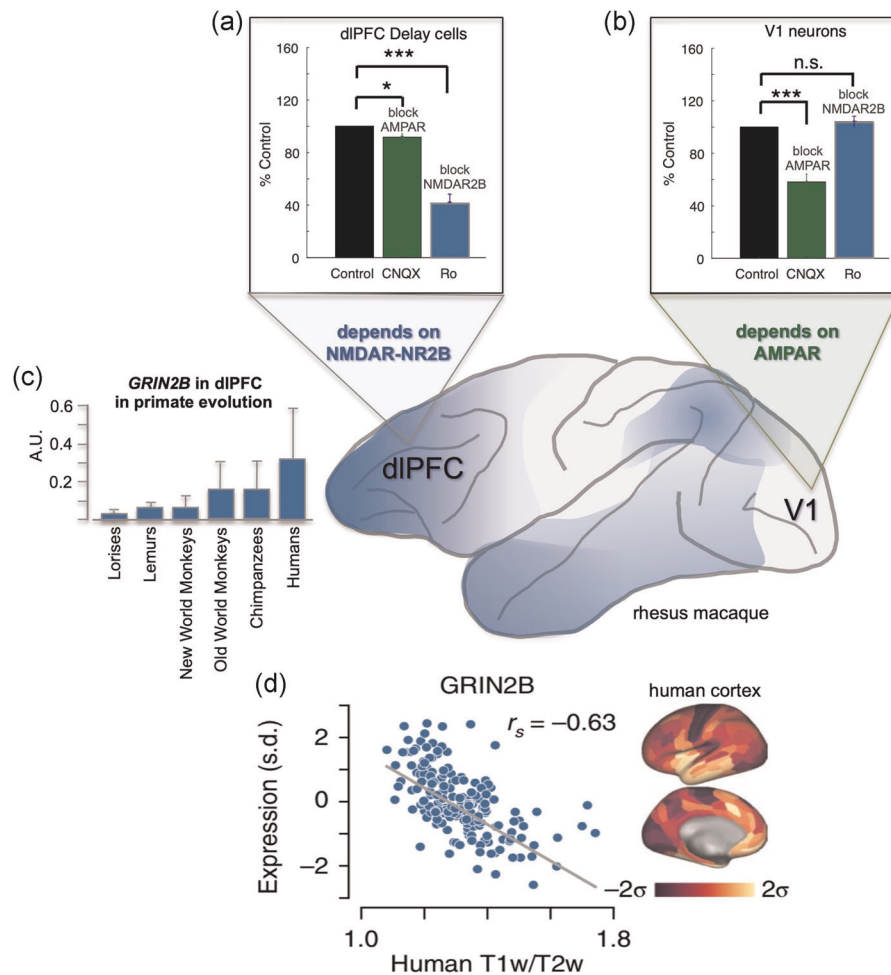 (a)
dlPFC Delay cells
160
120
80
40
0
% Control
***
*
block
AMPAR
block
NMDAR2B
Control
CNQX
Ro
depends on
NMDAR-NR2B
(b)
V1 neurons
160
120
80
40
0
% Control
n.s.
***
block
NMDAR2B
block
AMPAR
Control
CNQX
Ro
depends on
AMPAR
(c)
GRIN2B in dlPFC
in primate evolution
0.6
0.4
0.2
A.U.
Lorises
Lemurs
New World Monkeys
Old World Monkeys
Chimpanzees
Humans
dlPFC
V1
rhesus macaque
(d)
GRIN2B
rs = −0.63
2
0
−2
Expression (s.d.)
1.0
1.8
Human T1w/T2w
human cortex
−2σ
2σ